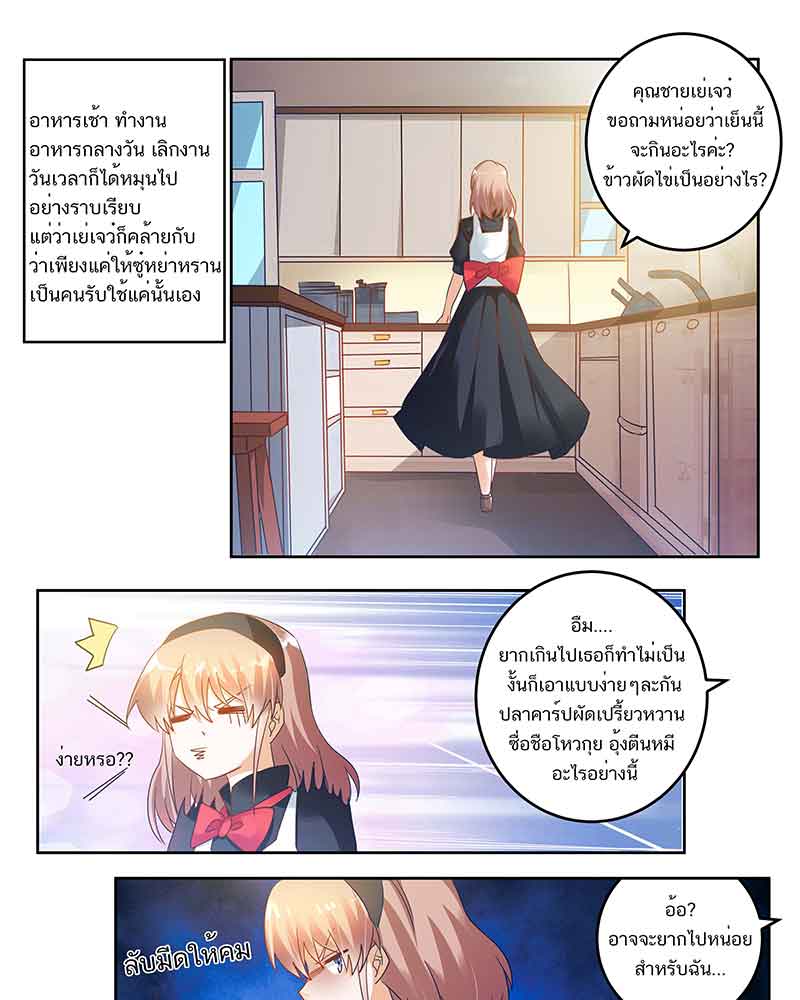 อาหารเช้า ทำงาน
อาหารกลางวัน เลิกงาน
วันเวลาก็ได้หมุนไป
อย่างราบเรียบ
แต่ว่าเย่เจว๋ก็คล้ายกับ
ว่าเพียงแค่ให้ซู๋หย่าหราน
เป็นคนรับใช้แค่นั้นเอง
คุณชายเย่เจว๋
ขอถามหน่อยว่าเย็นนี้
จะกินอะไรค่ะ?
ข้าวผัดไข่เป็นอย่างไร?
อืม....
ยากเกินไปเธอก็ทำไม่เป็น
งั้นก็เอาแบบง่ายๆละกัน
ปลาคาร์ปผัดเปรี้ยวหวาน
ซื่อชือโหวกุย อุ้งตีนหมี
อะไรอย่างนี้
ง่ายหรอ??
อ้อ?
อาจจะยากไปหน่อย
สำหรับฉัน...
ลับมีดให้คม